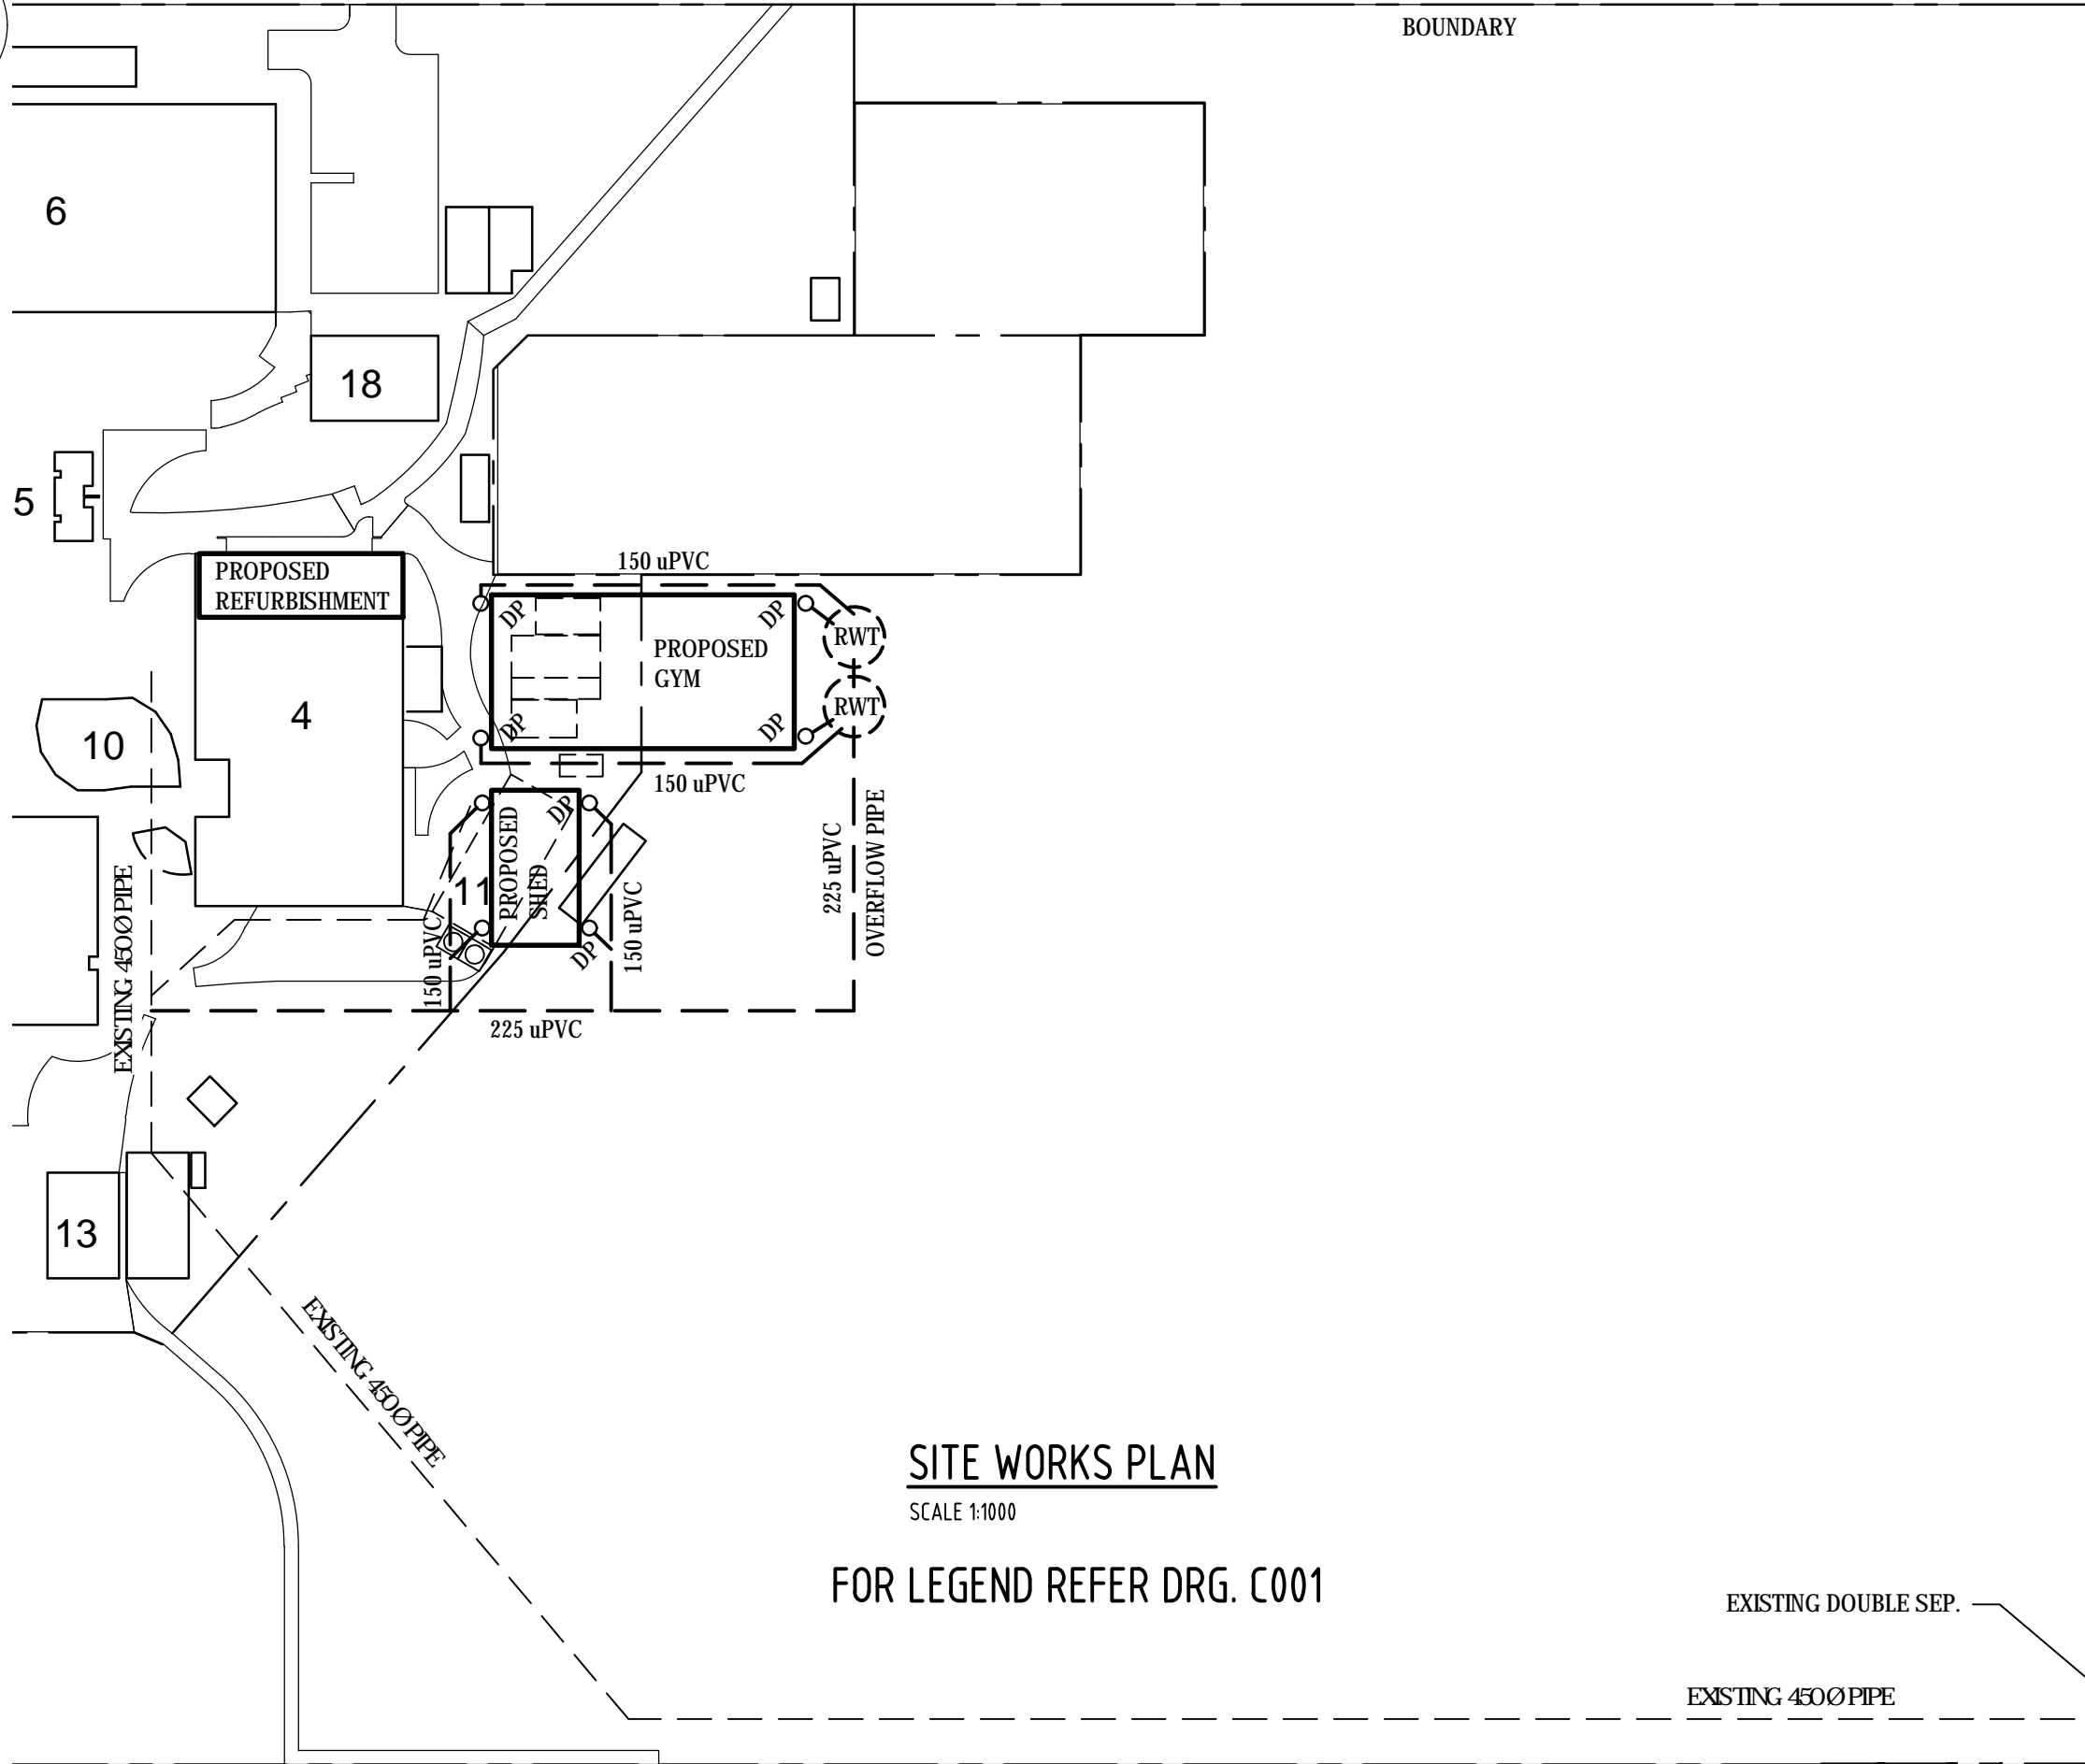 BOUNDARY
6
18
5
150 uPVC
PROPOSED
REFURBISHMENT
DP
DP
RWT
PROPOSED
GYM
4
RWT
DP
DP
10
150 uPVC
DP
PROPOSED
SHED
11
225 uPVC
OVERFLOW PIPE
EXISTING 450Ø PIPE
150 uPVC
150 uPVC
DP
225 uPVC
13
EXISTING 450Ø PIPE
SITE WORKS PLAN
SCALE 1:1000
FOR LEGEND REFER DRG. C001
EXISTING DOUBLE SEP.
EXISTING 450Ø PIPE